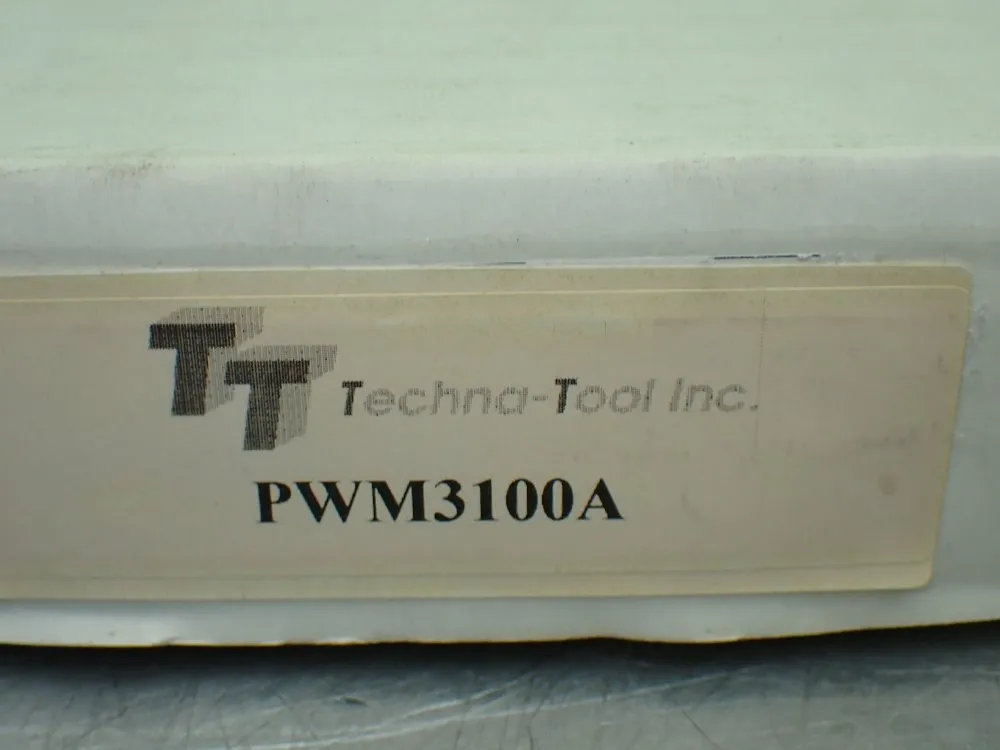 TT
Techna-Tool Inc.
PWM3100A